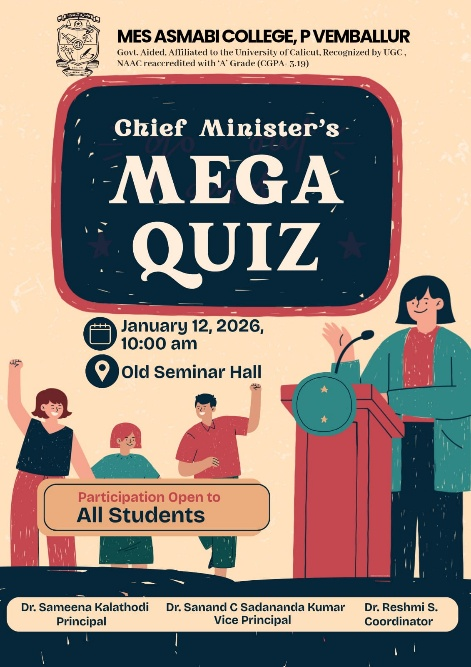 MES ASMABI COLLEGE, P VEMBALLUR
Govt. Aided, Affiliated to the University of Calicut, Recognized by UGC ,
NAAC reaccredited with 'A' Grade (CGPA- 3.19)
Chief Minister's
MEGA
QUIZ
January 12, 2026,
10:00 am
Old Seminar Hall
Participation Open to
All Students
Dr. Sameena Kalathodi
Principal
Dr. Sanand C Sadananda Kumar
Vice Principal
Dr. Reshmi S.
Coordinator